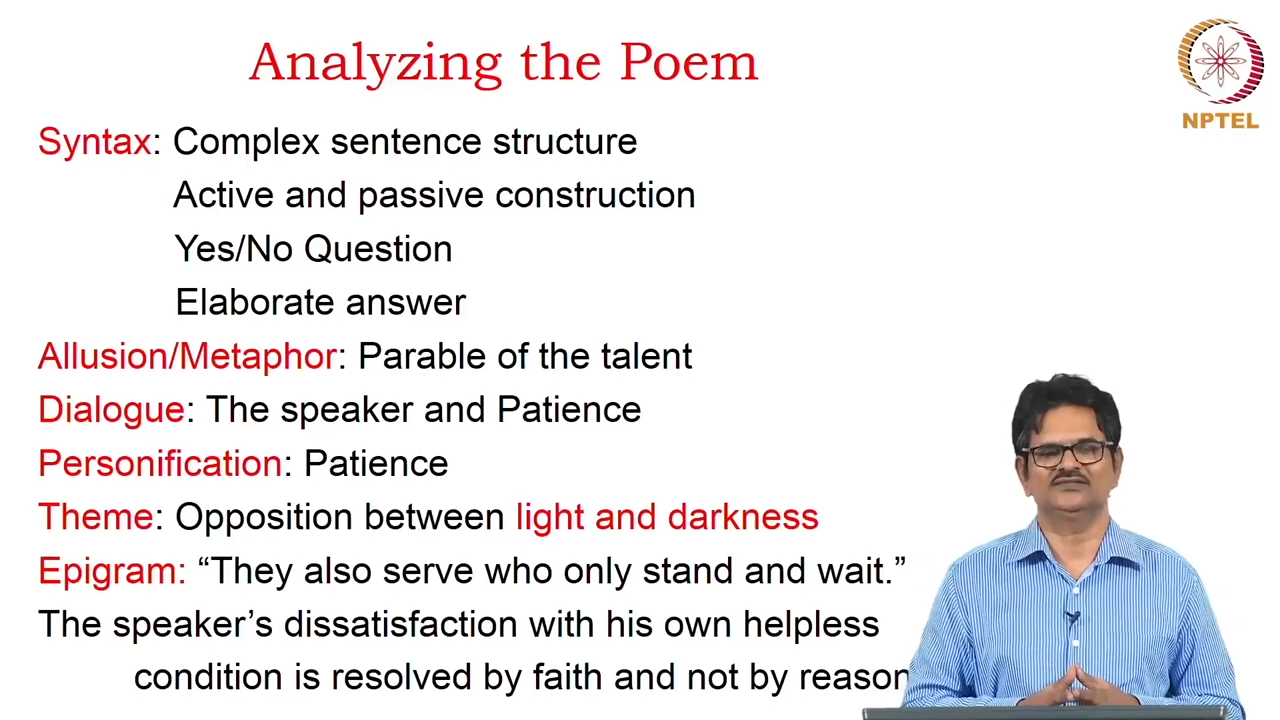 Analyzing the Poem
NPTEL
Syntax: Complex sentence structure
Active and passive construction
Yes/No Question
Elaborate answer
Allusion/Metaphor: Parable of the talent
Dialogue: The speaker and Patience
Personification: Patience
Theme: Opposition between light and darkness
Epigram: “They also serve who only stand and wait.”
The speaker’s dissatisfaction with his own helpless
condition is resolved by faith and not by reason